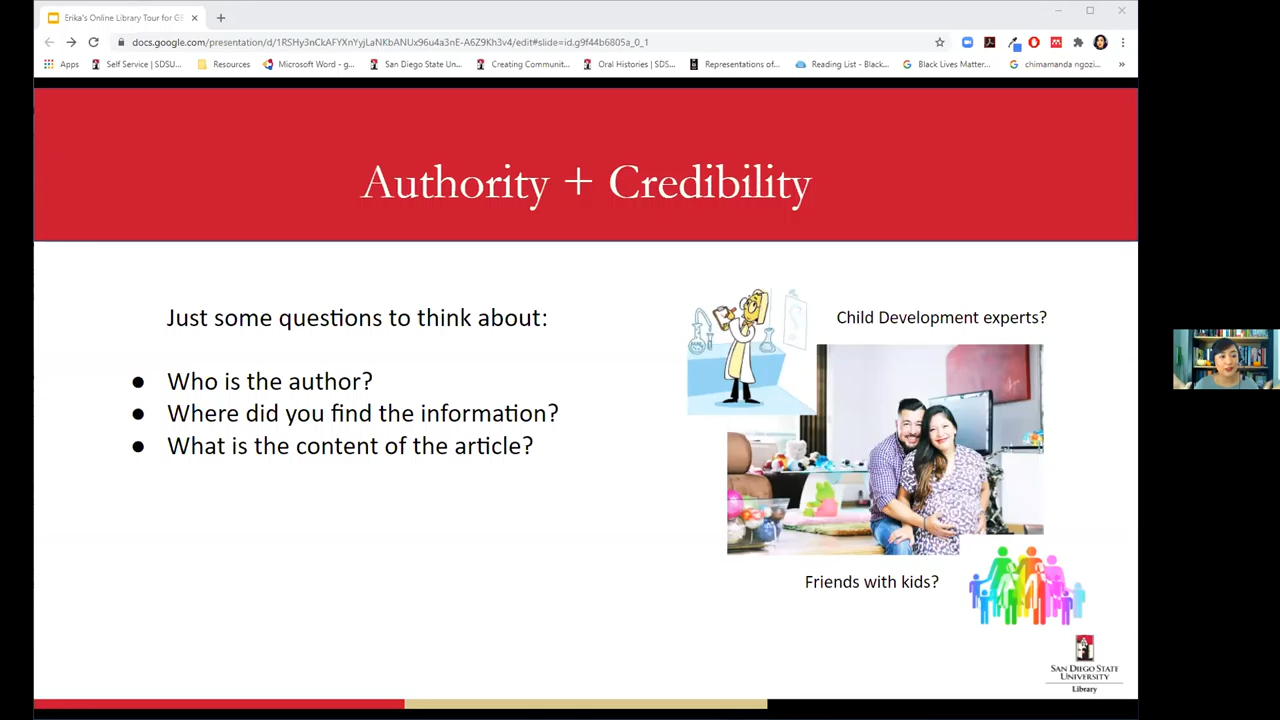 Erika's Online Library Tour for GE
docs.google.com/presentation/d/1RSHy3nCkAFYXnYvjLaNKbANUx96u4a3nE-A6Z9Kh3v4/edit#slide=id.g9f44b6805a_0_1
Apps Self Service | SDSU... Resources Microsoft Word - g... San Diego State Un... Creating Communit... Oral Histories | SDS... Representations of... Reading List - Black... Black Lives Matter... chimamanda ngozi... »
Authority + Credibility
Just some questions to think about:
● Who is the author?
● Where did you find the information?
● What is the content of the article?
Child Development experts?
Friends with kids?
SAN DIEGO STATE
UNIVERSITY
Library